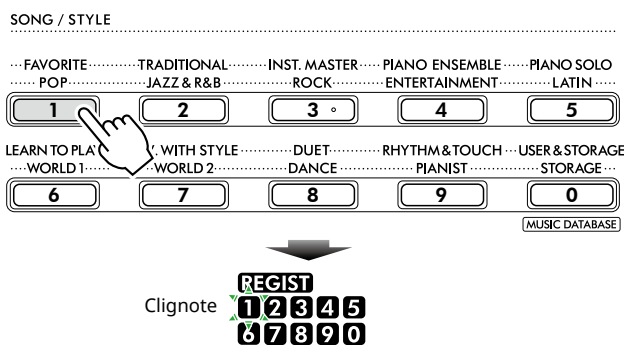 SONG / STYLE
FAVORITE TRADITIONAL INST. MASTER PIANO ENSEMBLE PIANO SOLO
POP JAZZ & R&B ROCK ENTERTAINMENT LATIN
1 2 3 4 5
LEARN TO PLA WITH STYLE DUET RHYTHM & TOUCH USER & STORAGE
WORLD 1 WORLD 2 DANCE PIANIST STORAGE
6 7 8 9 0
MUSIC DATABASE
REGIST
Clignote 1 2 3 4 5
6 7 8 9 0